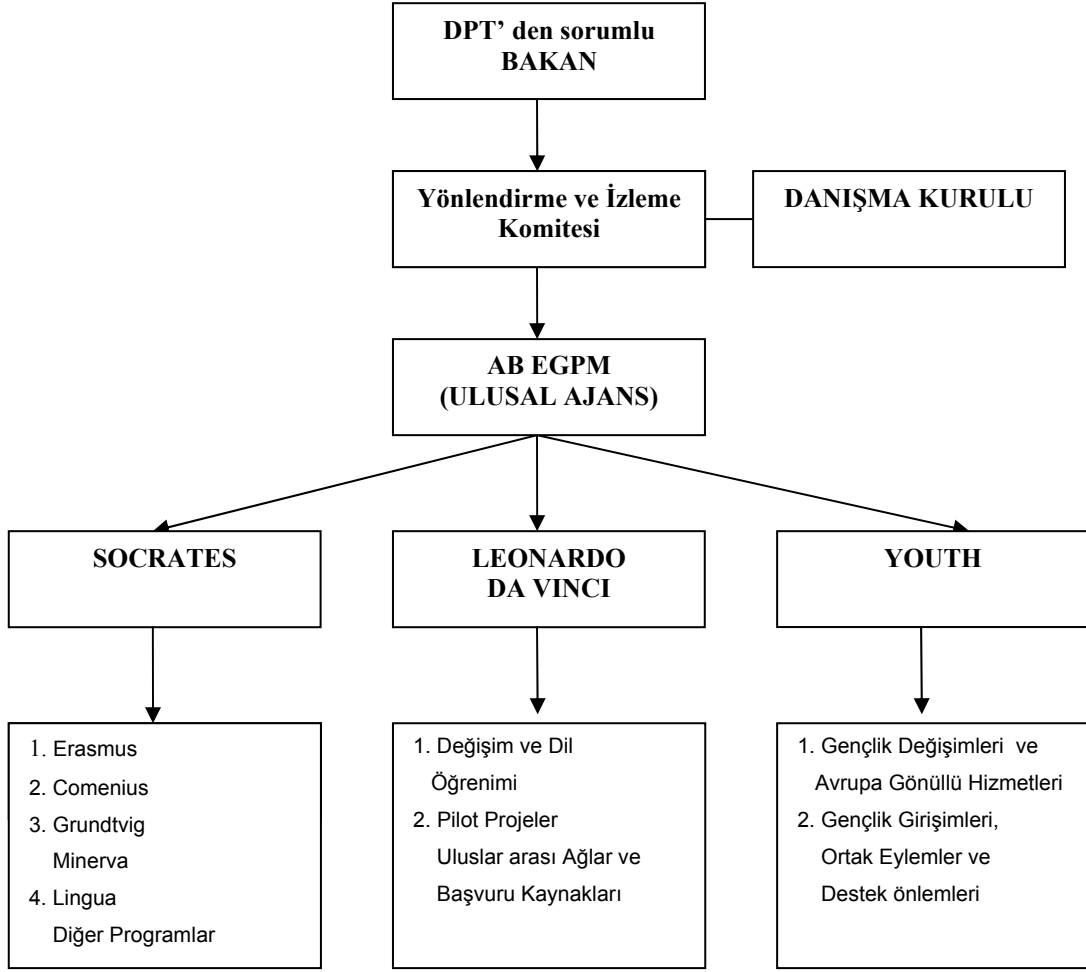 DPT’ den sorumlu
BAKAN
Yönlendirme ve İzleme
Komitesi
DANIŞMA KURULU
AB EGPM
(ULUSAL AJANS)
SOCRATES
LEONARDO
DA VINCI
YOUTH
1. Erasmus
2. Comenius
3. Grundtvig
Minerva
4. Lingua
Diğer Programlar
1. Değişim ve Dil
Öğrenimi
2. Pilot Projeler
Uluslar arası Ağlar ve
Başvuru Kaynakları
1. Gençlik Değişimleri ve
Avrupa Gönüllü Hizmetleri
2. Gençlik Girişimleri,
Ortak Eylemler ve
Destek önlemleri